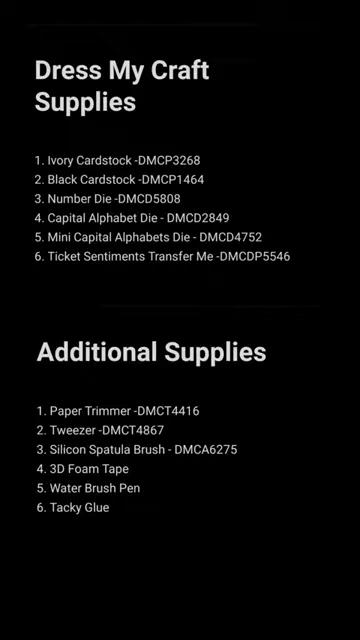 Dress My Craft
Supplies
1. Ivory Cardstock -DMCP3268
2. Black Cardstock -DMCP1464
3. Number Die -DMCD5808
4. Capital Alphabet Die - DMCD2849
5. Mini Capital Alphabets Die - DMCD4752
6. Ticket Sentiments Transfer Me -DMCDP5546
Additional Supplies
1. Paper Trimmer -DMCT4416
2. Tweezer -DMCT4867
3. Silicon Spatula Brush - DMCA6275
4. 3D Foam Tape
5. Water Brush Pen
6. Tacky Glue